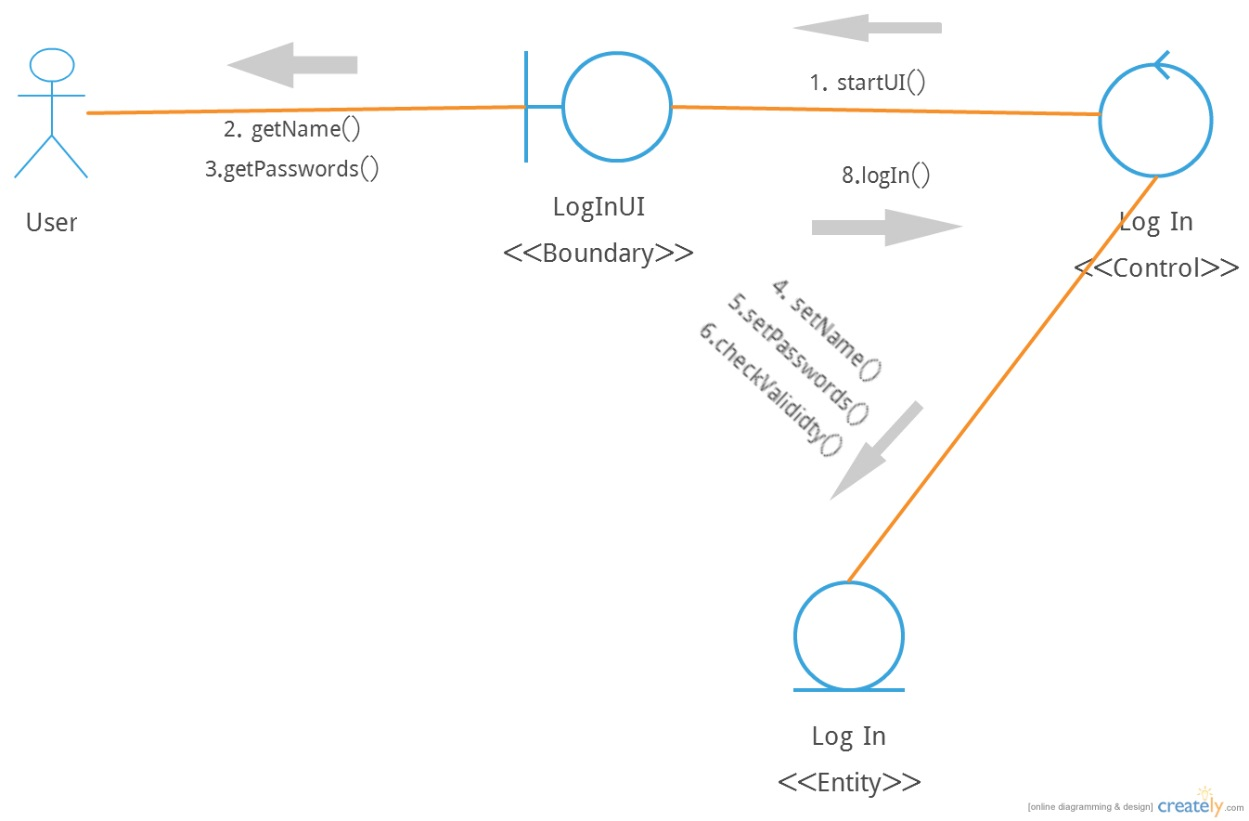 1. startUI()
2. getName()
3.getPasswords()
8.logIn()
User
LogInUI
<<Boundary>>
Log In
<<Control>>
4. setName()
5.setPasswords()
6.checkValididty()
Log In
<<Entity>>
[online diagramming & design] creately.com